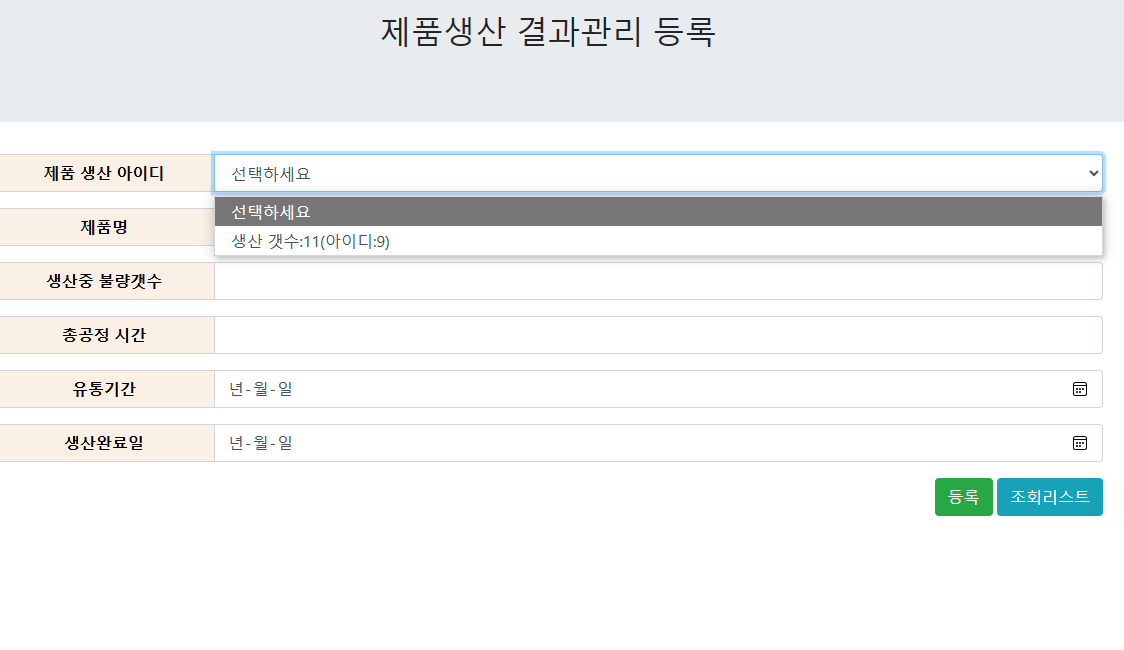 제품생산 결과관리 등록
제품 생산 아이디
선택하세요
선택하세요
생산 갯수:11(아이디:9)
제품명
생산중 불량갯수
총공정 시간
유통기간
년-월-일
생산완료일
년-월-일
등록
조회리스트